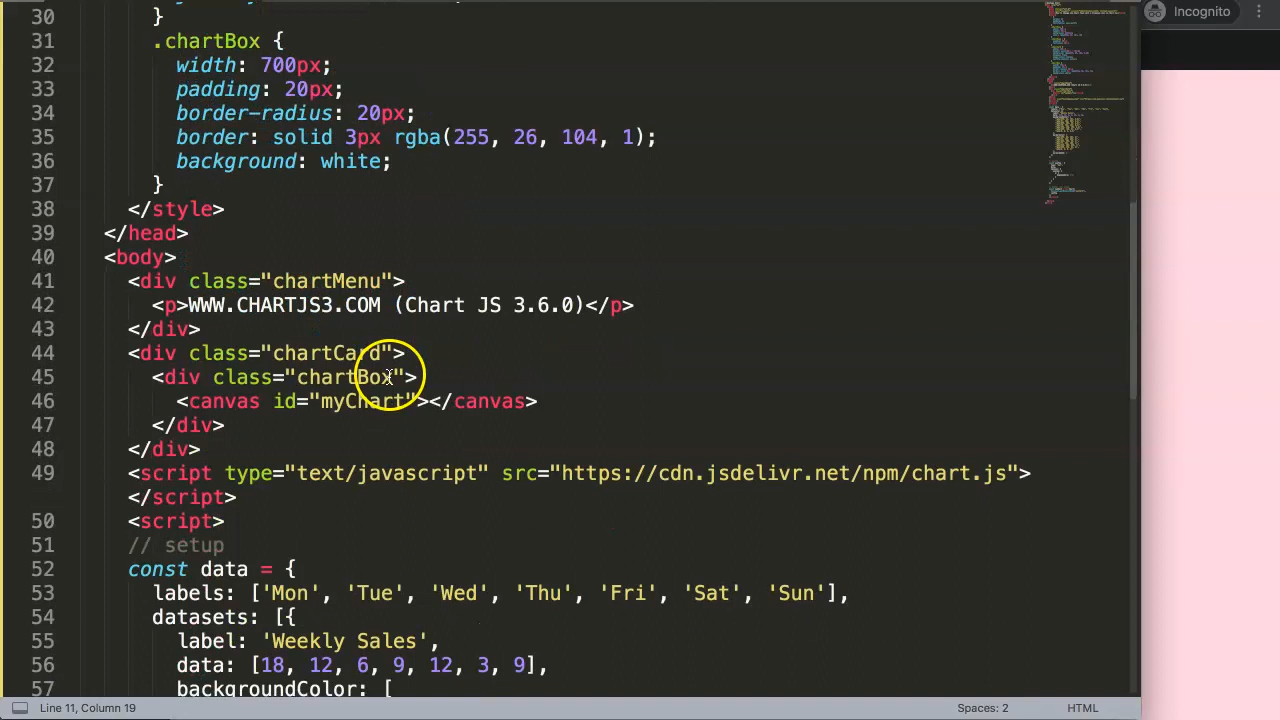 30 }
31 .chartBox {
32 width: 700px;
33 padding: 20px;
34 border-radius: 20px;
35 border: solid 3px rgba(255, 26, 104, 1);
36 background: white;
37 }
38 </style>
39 </head>
40 <body>
41 <div class="chartMenu">
42 <p>WWW.CHARTJS3.COM (Chart JS 3.6.0)</p>
43 </div>
44 <div class="chartCard">
45 <div class="chartBox">
46 <canvas id="myChart"></canvas>
47 </div>
48 </div>
49 <script type="text/javascript" src="https://cdn.jsdelivr.net/npm/chart.js">
</script>
50 <script>
51 // setup
52 const data = {
53 labels: ['Mon', 'Tue', 'Wed', 'Thu', 'Fri', 'Sat', 'Sun'],
54 datasets: [{
55 label: 'Weekly Sales',
56 data: [18, 12, 6, 9, 12, 3, 9],
57 backgroundColor: [
Line 11, Column 19
Spaces: 2
HTML
Incognito